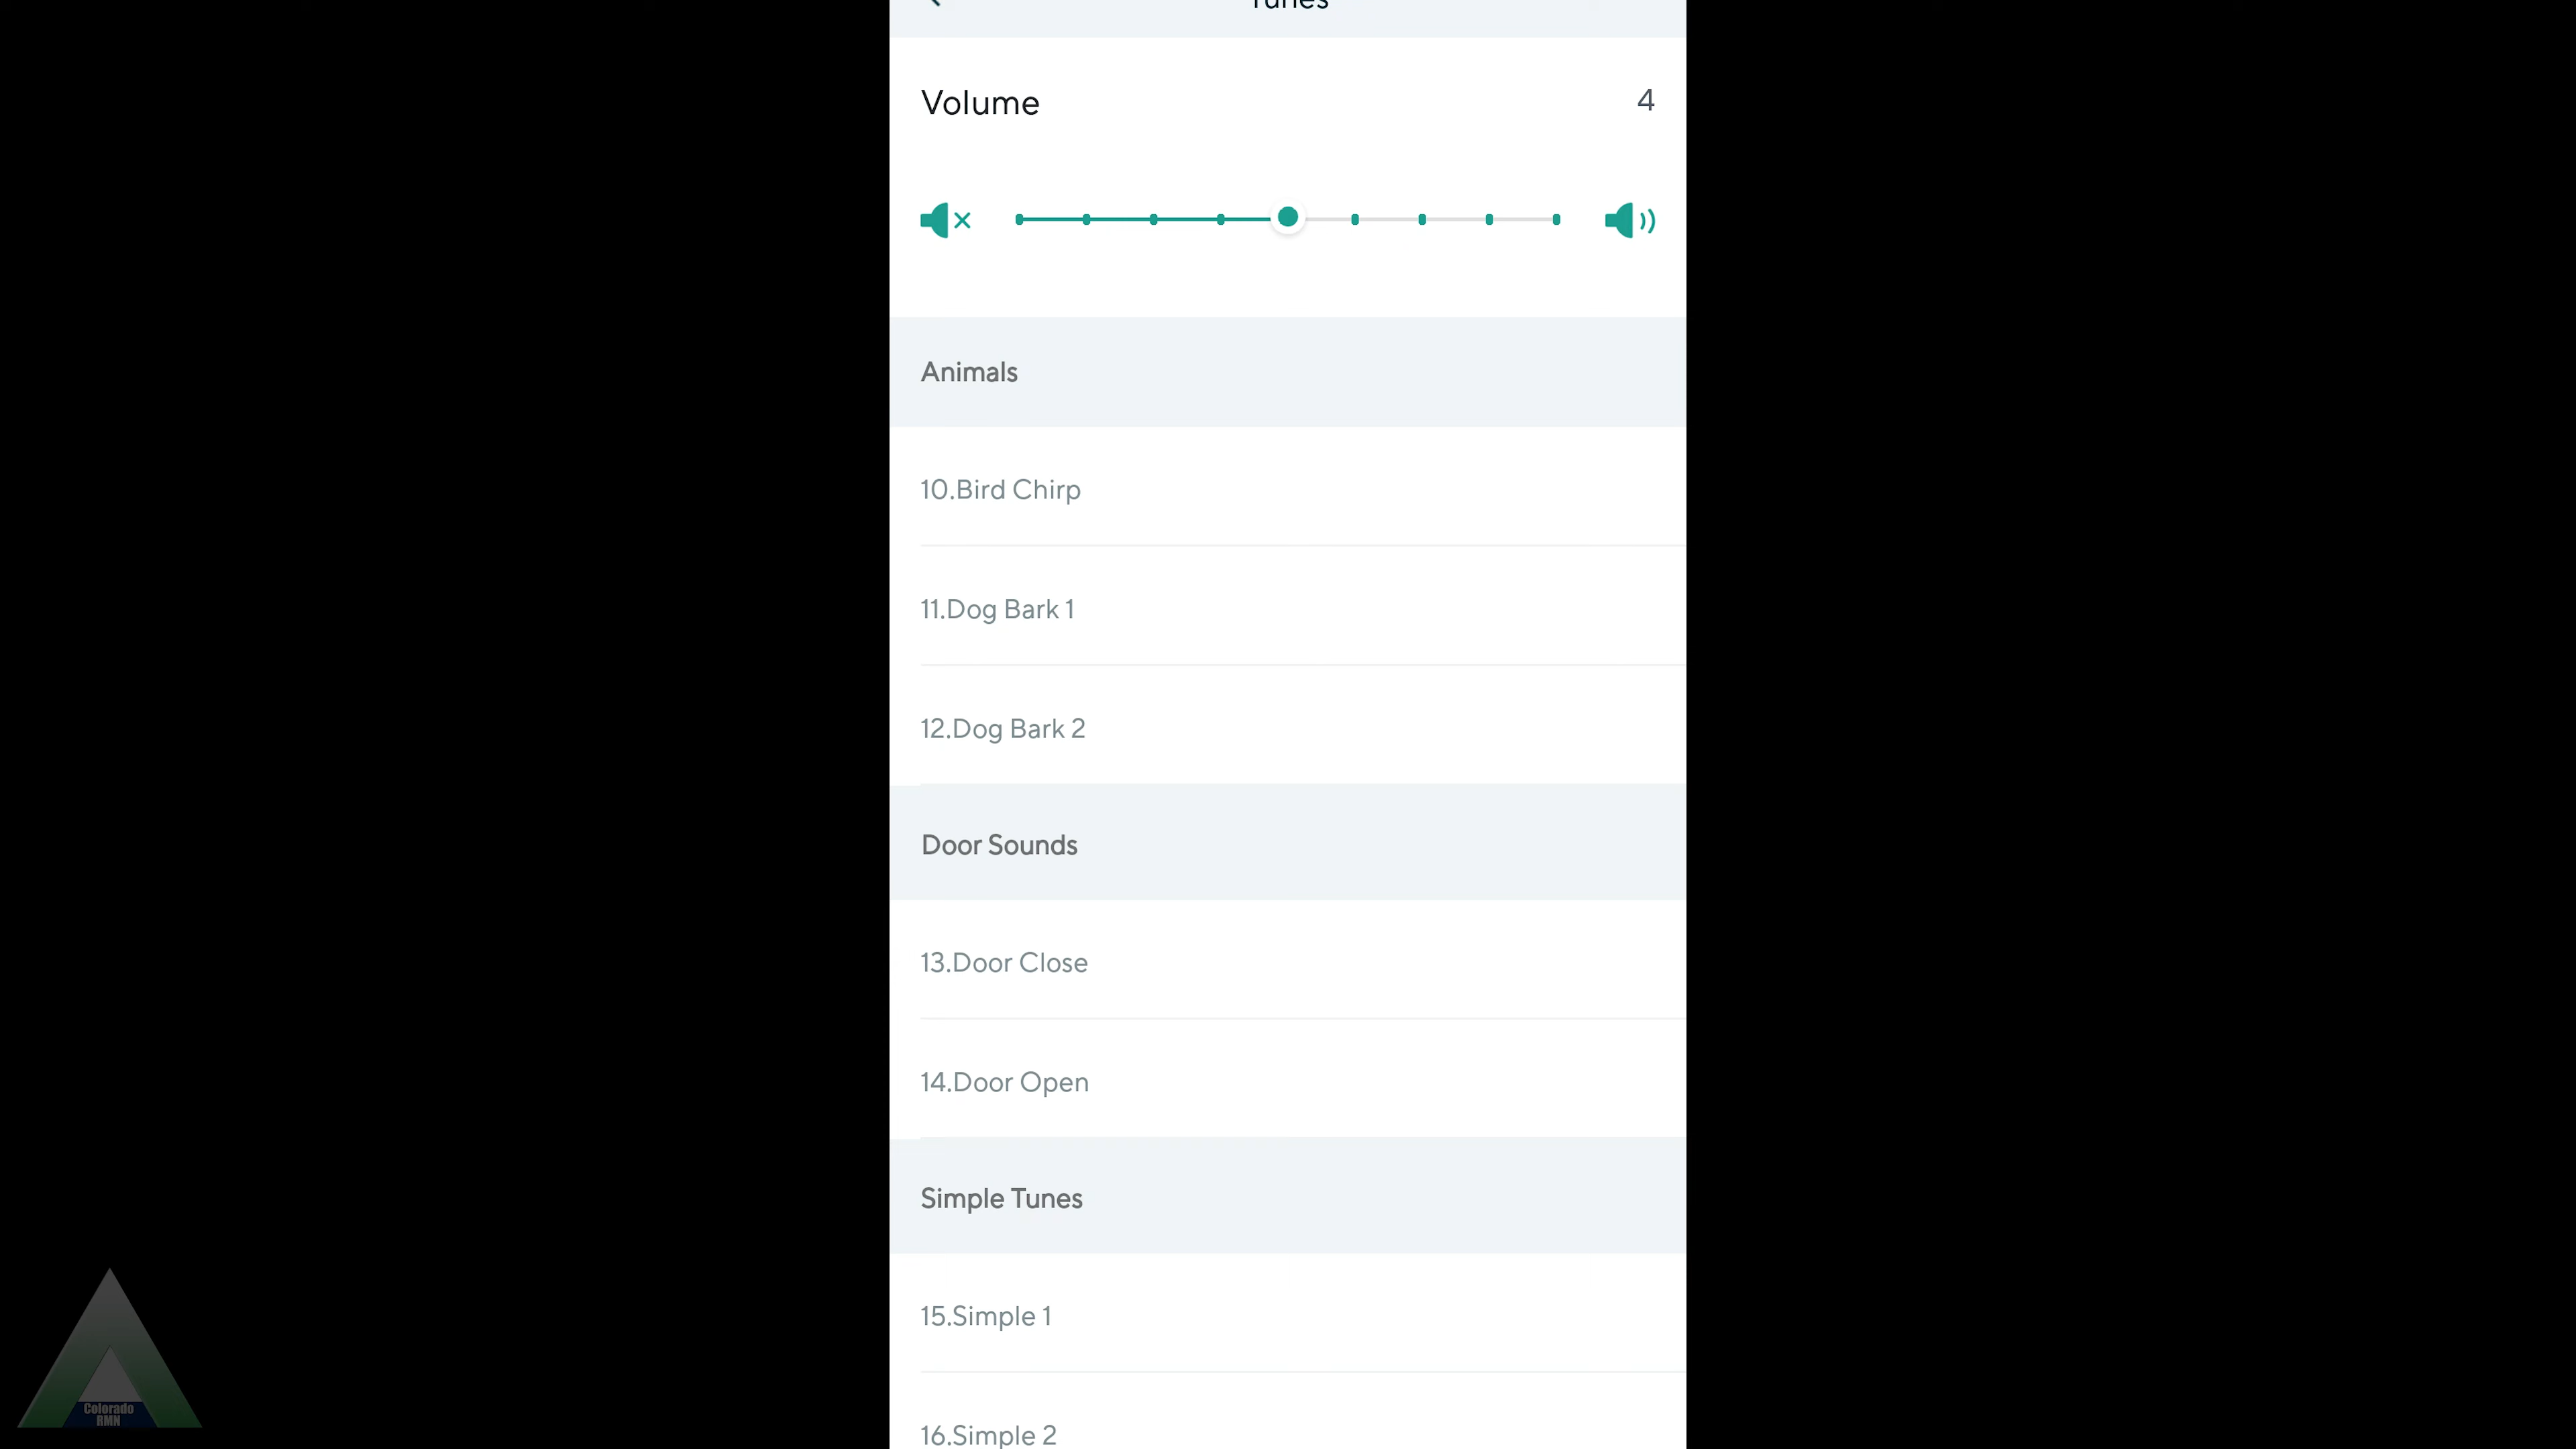 Tunes
Volume
4
Animals
10.Bird Chirp
11.Dog Bark 1
12.Dog Bark 2
Door Sounds
13.Door Close
14.Door Open
Simple Tunes
15.Simple 1
16.Simple 2
Colorado
RMN